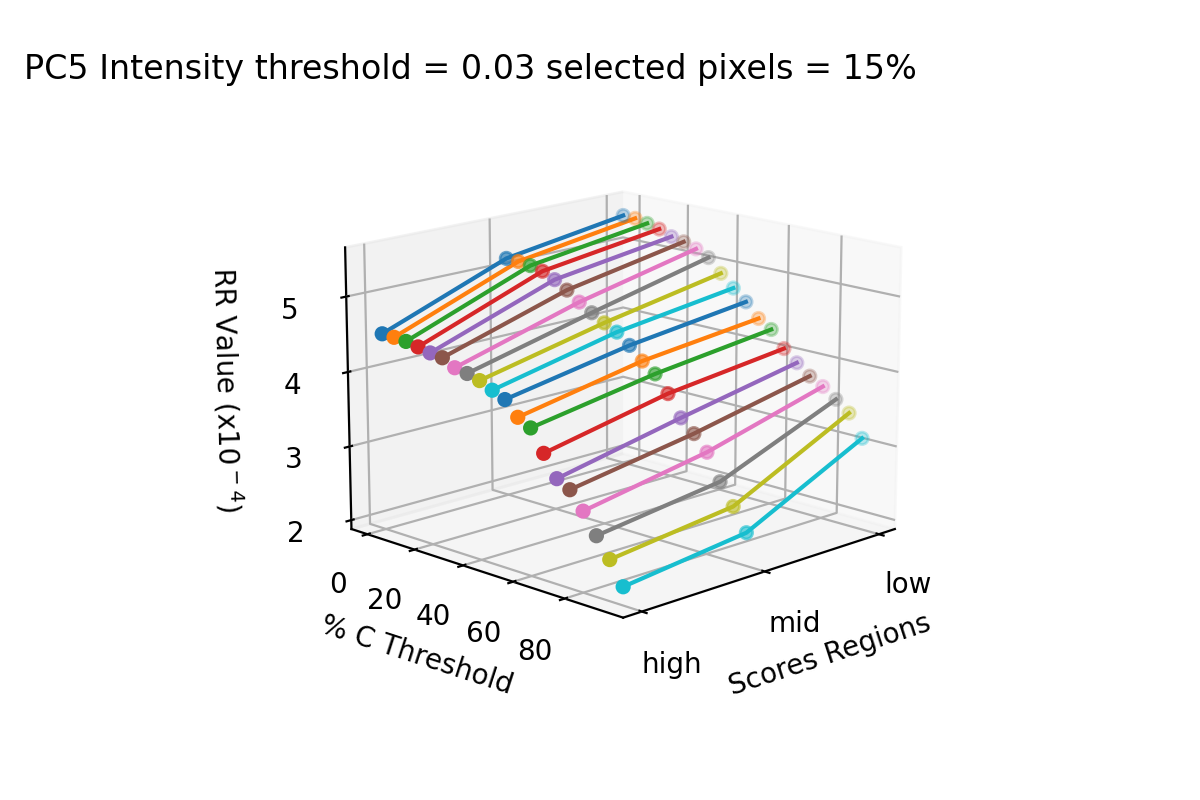 PC5 Intensity threshold = 0.03 selected pixels = 15%
RR Value (x10⁻⁴)
5
4
3
2
0
20
40
60
80
% C Threshold
low
mid
high
Scores Regions